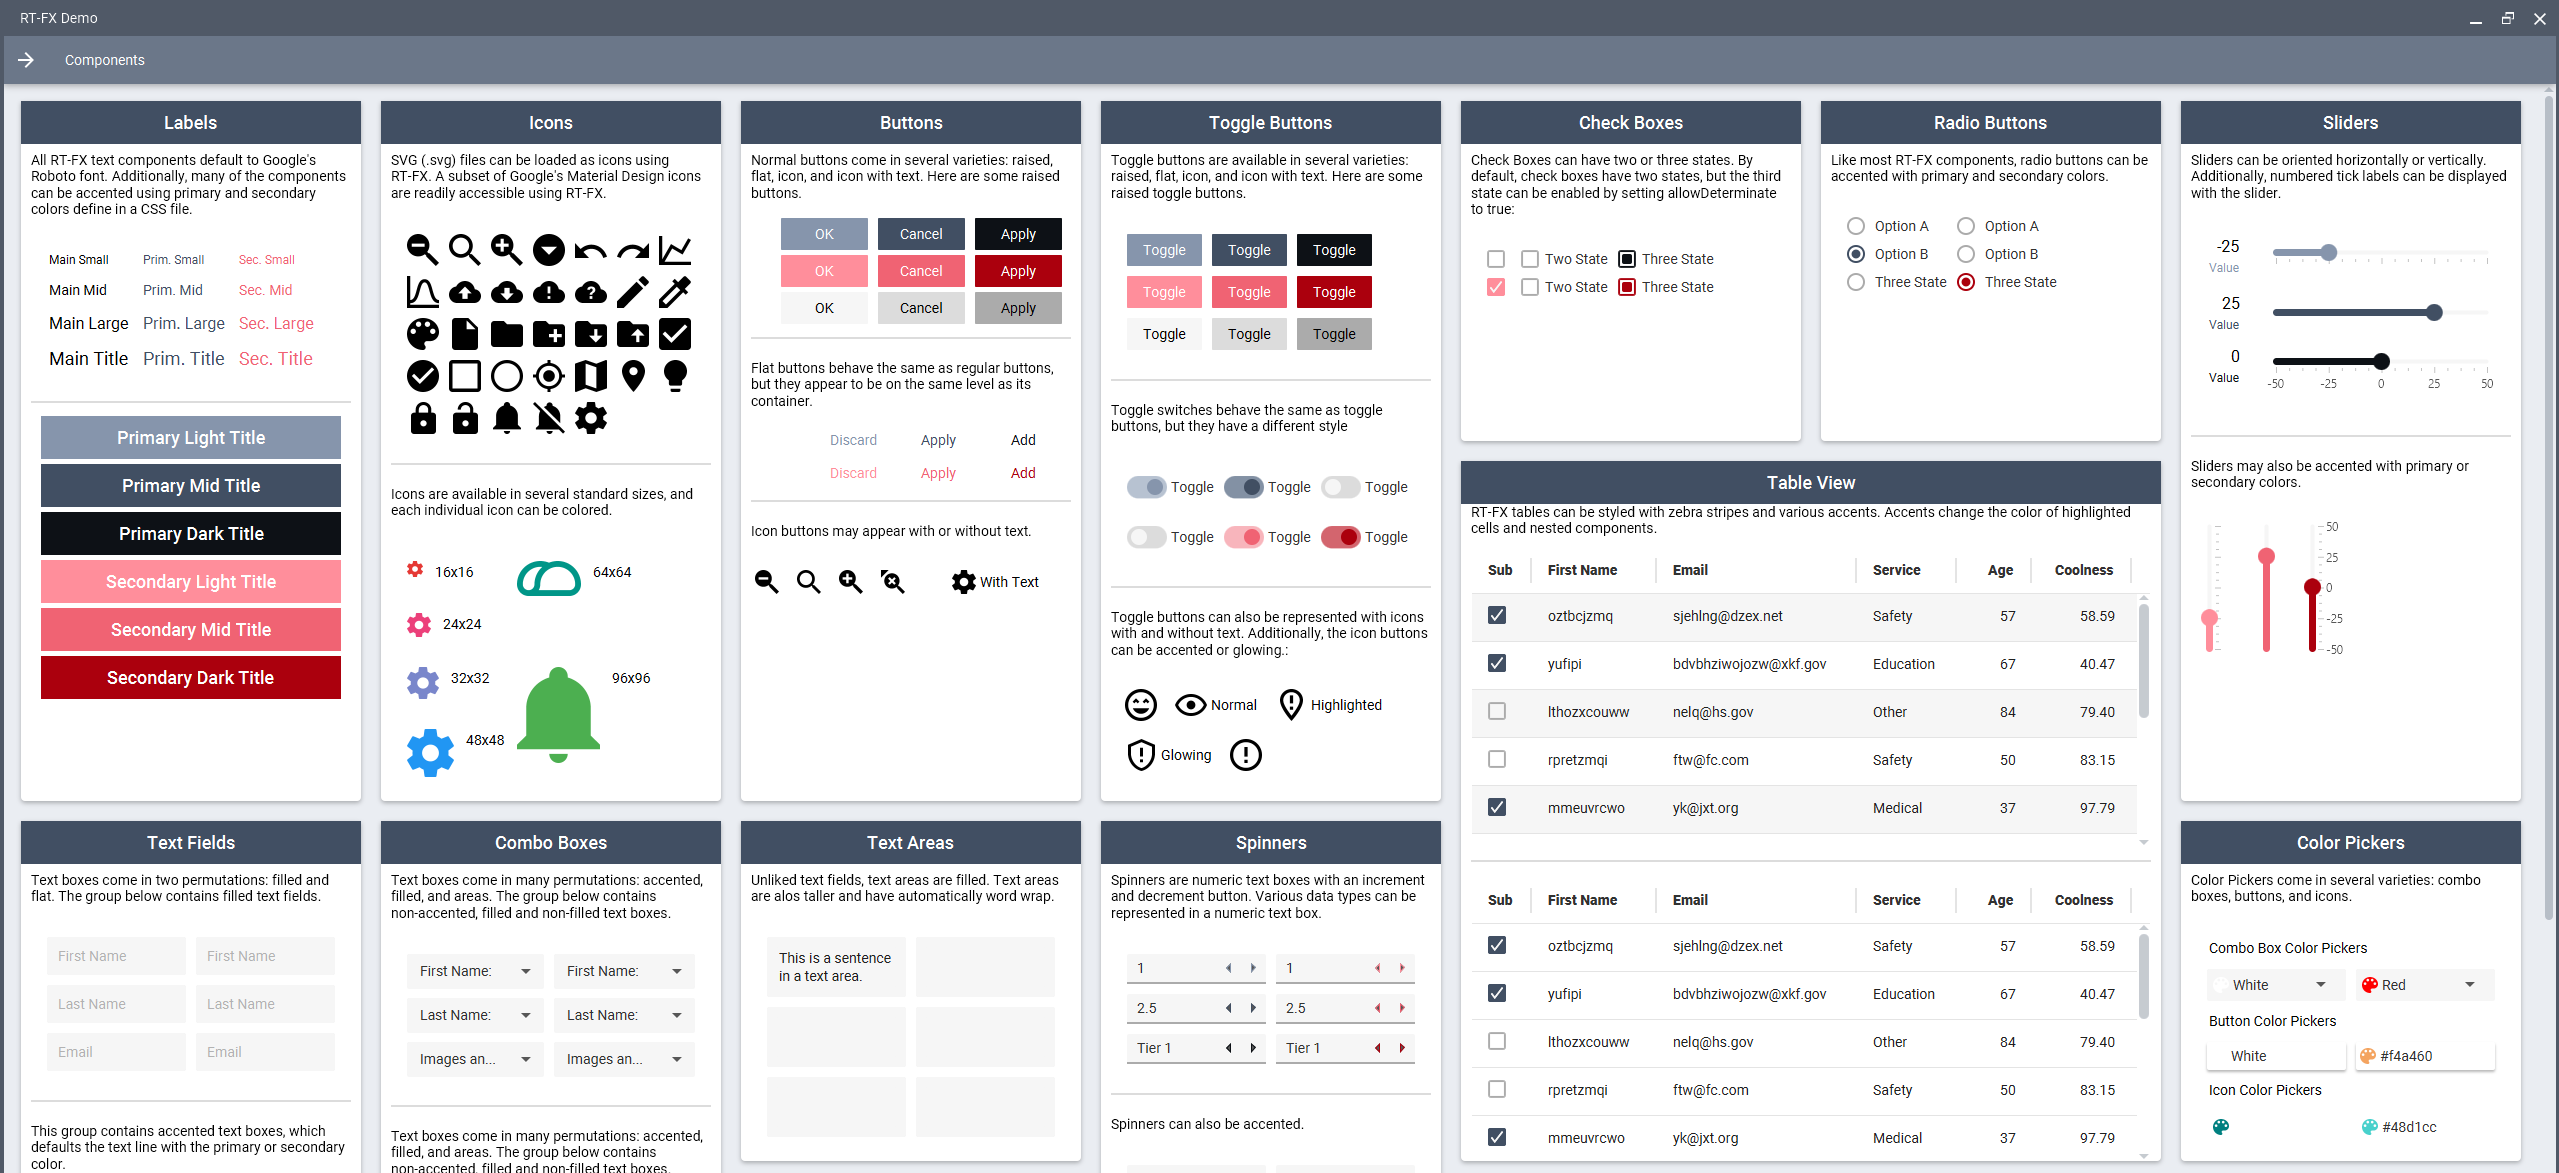 RT-FX Demo
Components
Labels
All RT-FX text components default to Google's
Roboto font. Additionally, many of the components
can be accented using primary and secondary
colors define in a CSS file.
Main Small Prim. Small Sec. Small
Main Mid Prim. Mid Sec. Mid
Main Large Prim. Large Sec. Large
Main Title Prim. Title Sec. Title
Primary Light Title
Primary Mid Title
Primary Dark Title
Secondary Light Title
Secondary Mid Title
Secondary Dark Title
Icons
SVG (.svg) files can be loaded as icons using
RT-FX. A subset of Google's Material Design icons
are readily accessible using RT-FX.
Icons are available in several standard sizes, and
each individual icon can be colored.
16x16 64x64
24x24
32x32 96x96
48x48
Buttons
Normal buttons come in several varieties: raised,
flat, icon, and icon with text. Here are some raised
buttons.
OK Cancel Apply
OK Cancel Apply
OK Cancel Apply
Flat buttons behave the same as regular buttons,
but they appear to be on the same level as its
container.
Discard Apply Add
Discard Apply Add
Icon buttons may appear with or without text.
With Text
Toggle Buttons
Toggle buttons are available in several varieties:
raised, flat, icon, and icon with text. Here are some
raised toggle buttons.
Toggle Toggle Toggle
Toggle Toggle Toggle
Toggle Toggle Toggle
Toggle switches behave the same as toggle
buttons, but they have a different style
Toggle Toggle Toggle
Toggle Toggle Toggle
Toggle buttons can also be represented with icons
with and without text. Additionally, the icon buttons
can be accented or glowing.:
Normal Highlighted
Glowing
Check Boxes
Check Boxes can have two or three states. By
default, check boxes have two states, but the third
state can be enabled by setting allowDeterminate
to true:
Two State Three State
Two State Three State
Radio Buttons
Like most RT-FX components, radio buttons can be
accented with primary and secondary colors.
Option A Option A
Option B Option B
Three State Three State
Table View
RT-FX tables can be styled with zebra stripes and various accents. Accents change the color of highlighted
cells and nested components.
Sub First Name Email Service Age Coolness
oztbcjzmq sjehlng@dzex.net Safety 57 58.59
yufipi bdvbhziwojozw@xkf.gov Education 67 40.47
lthozxcouww nelq@hs.gov Other 84 79.40
rpretzmqi ftw@fc.com Safety 50 83.15
mmeuvrcwo yk@jxt.org Medical 37 97.79
Sub First Name Email Service Age Coolness
oztbcjzmq sjehlng@dzex.net Safety 57 58.59
yufipi bdvbhziwojozw@xkf.gov Education 67 40.47
lthozxcouww nelq@hs.gov Other 84 79.40
rpretzmqi ftw@fc.com Safety 50 83.15
mmeuvrcwo yk@jxt.org Medical 37 97.79
Sliders
Sliders can be oriented horizontally or vertically.
Additionally, numbered tick labels can be displayed
with the slider.
-25
Value
25
Value
0
Value
-50 -25 0 25 50
Sliders may also be accented with primary or
secondary colors.
50
25
0
-25
-50
Text Fields
Text boxes come in two permutations: filled and
flat. The group below contains filled text fields.
First Name First Name
Last Name Last Name
Email Email
This group contains accented text boxes, which
defaults the text line with the primary or secondary
color.
Combo Boxes
Text boxes come in many permutations: accented,
filled, and areas. The group below contains
non-accented, filled and non-filled text boxes.
First Name: First Name:
Last Name: Last Name:
Images an... Images an...
Text boxes come in many permutations: accented,
filled, and areas. The group below contains
non-accented, filled and non-filled text boxes.
Text Areas
Unliked text fields, text areas are filled. Text areas
are alos taller and have automatically word wrap.
This is a sentence
in a text area.
Spinners
Spinners are numeric text boxes with an increment
and decrement button. Various data types can be
represented in a numeric text box.
1 1
2.5 2.5
Tier 1 Tier 1
Spinners can also be accented.
Color Pickers
Color Pickers come in several varieties: combo
boxes, buttons, and icons.
Combo Box Color Pickers
White Red
Button Color Pickers
White #f4a460
Icon Color Pickers
#48d1cc